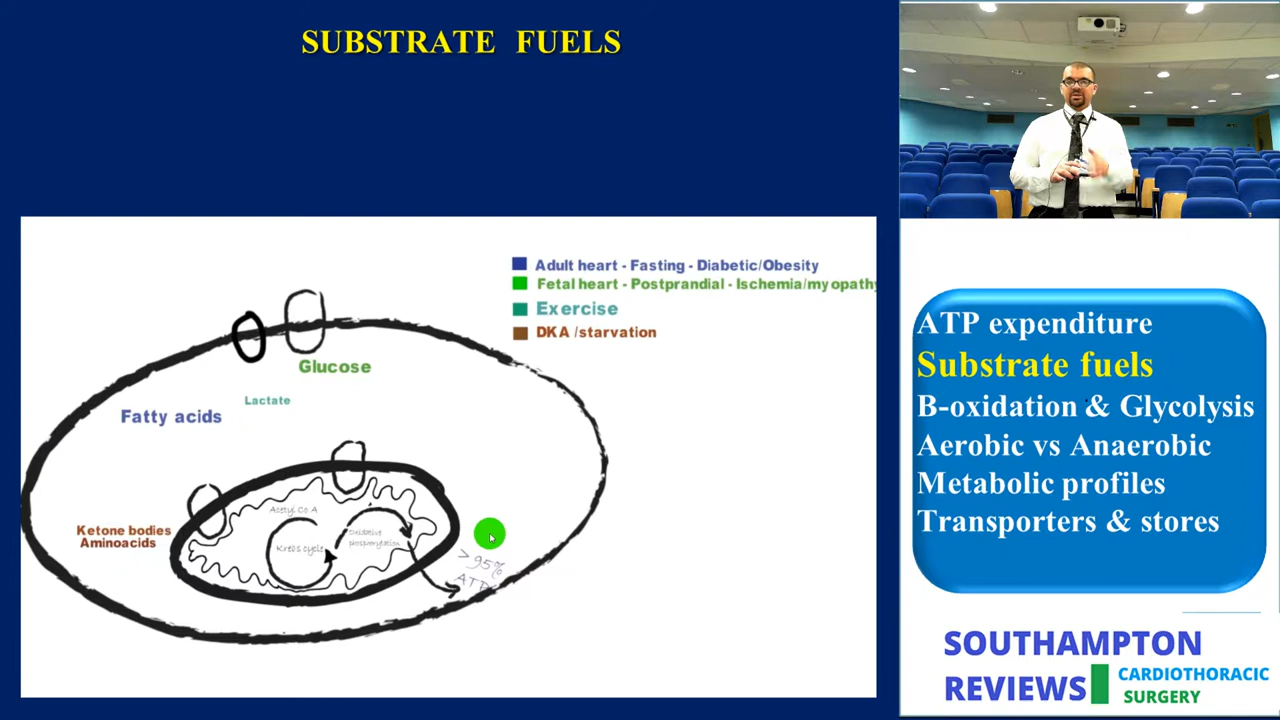 SUBSTRATE FUELS
Adult heart - Fasting - Diabetic/Obesity
Fetal heart - Postprandial - Ischemia/myopathy
Exercise
DKA /starvation
Glucose
Lactate
Fatty acids
Ketone bodies
Aminoacids
Acetyl Co A
Krebs cycle
Oxidative
phosporylation
>95%
ATP
ATP expenditure
Substrate fuels
B-oxidation & Glycolysis
Aerobic vs Anaerobic
Metabolic profiles
Transporters & stores
SOUTHAMPTON
REVIEWS
CARDIOTHORACIC
SURGERY